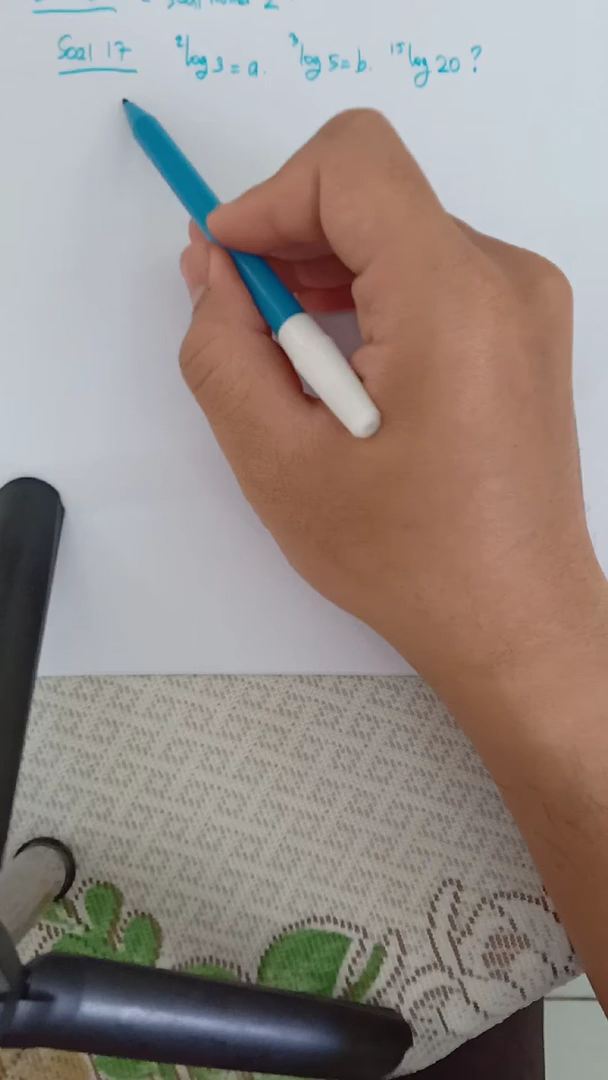 Soal 17 ²log 3 = a. ³log 5 = b. ¹⁵log 20 ?